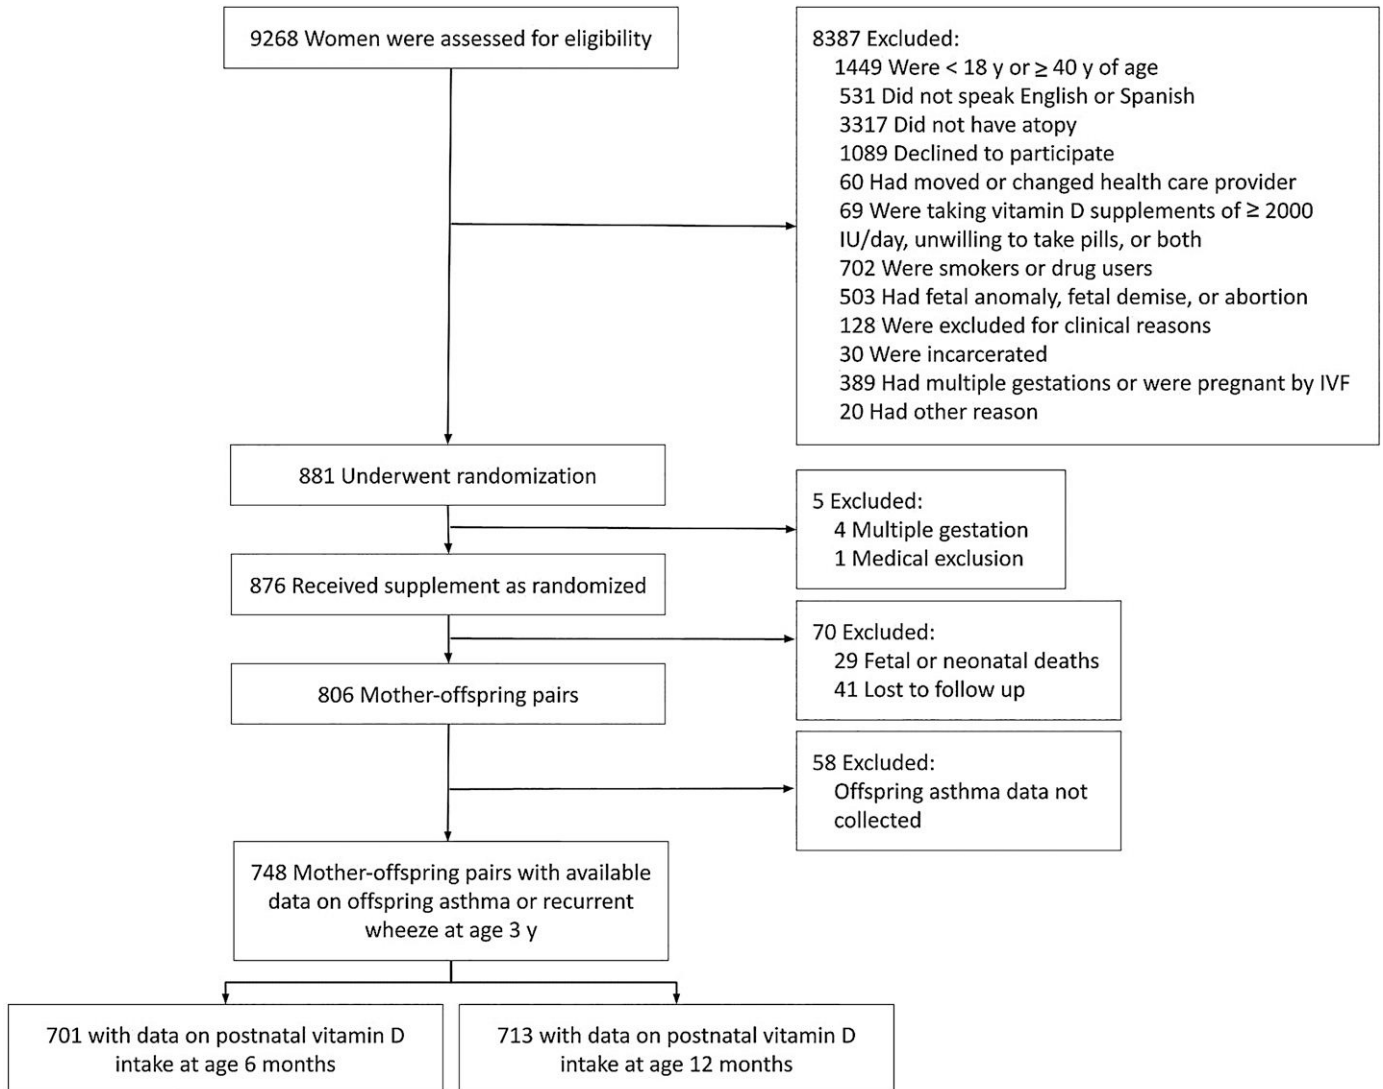 9268 Women were assessed for eligibility
8387 Excluded:
1449 Were < 18 y or ≥ 40 y of age
531 Did not speak English or Spanish
3317 Did not have atopy
1089 Declined to participate
60 Had moved or changed health care provider
69 Were taking vitamin D supplements of ≥ 2000
IU/day, unwilling to take pills, or both
702 Were smokers or drug users
503 Had fetal anomaly, fetal demise, or abortion
128 Were excluded for clinical reasons
30 Were incarcerated
389 Had multiple gestations or were pregnant by IVF
20 Had other reason
881 Underwent randomization
5 Excluded:
4 Multiple gestation
1 Medical exclusion
876 Received supplement as randomized
70 Excluded:
29 Fetal or neonatal deaths
41 Lost to follow up
806 Mother-offspring pairs
58 Excluded:
Offspring asthma data not
collected
748 Mother-offspring pairs with available
data on offspring asthma or recurrent
wheeze at age 3 y
701 with data on postnatal vitamin D
intake at age 6 months
713 with data on postnatal vitamin D
intake at age 12 months